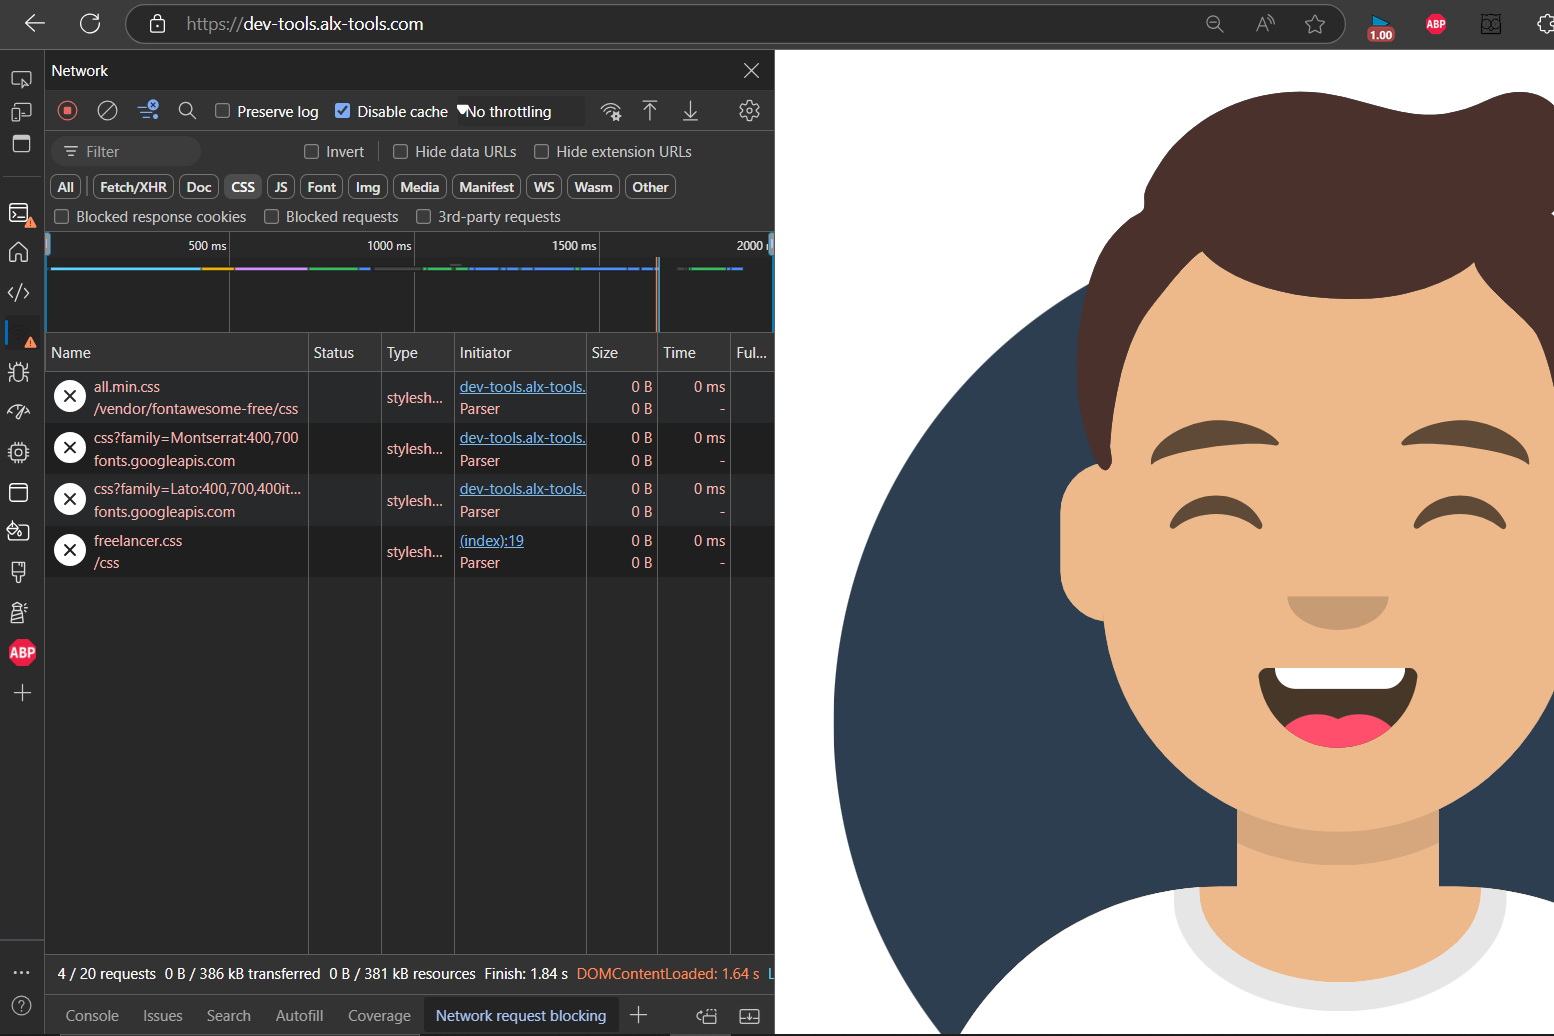 https://dev-tools.alx-tools.com
1.00
ABP
Network
Preserve log
Disable cache
No throttling
Filter
Invert
Hide data URLs
Hide extension URLs
All
Fetch/XHR
Doc
CSS
JS
Font
Img
Media
Manifest
WS
Wasm
Other
Blocked response cookies
Blocked requests
3rd-party requests
500 ms
1000 ms
1500 ms
2000
Name
Status
Type
Initiator
Size
Time
Ful...
all.min.css
/vendor/fontawesome-free/css
stylesh...
dev-tools.alx-tools.
Parser
0 B
0 B
0 ms
-
css?family=Montserrat:400,700
fonts.googleapis.com
stylesh...
dev-tools.alx-tools.
Parser
0 B
0 B
0 ms
-
css?family=Lato:400,700,400it...
fonts.googleapis.com
stylesh...
dev-tools.alx-tools.
Parser
0 B
0 B
0 ms
-
freelancer.css
/css
stylesh...
(index):19
Parser
0 B
0 B
0 ms
-
ABP
4 / 20 requests
0 B / 386 kB transferred
0 B / 381 kB resources
Finish: 1.84 s
DOMContentLoaded: 1.64 s
L
Console
Issues
Search
Autofill
Coverage
Network request blocking